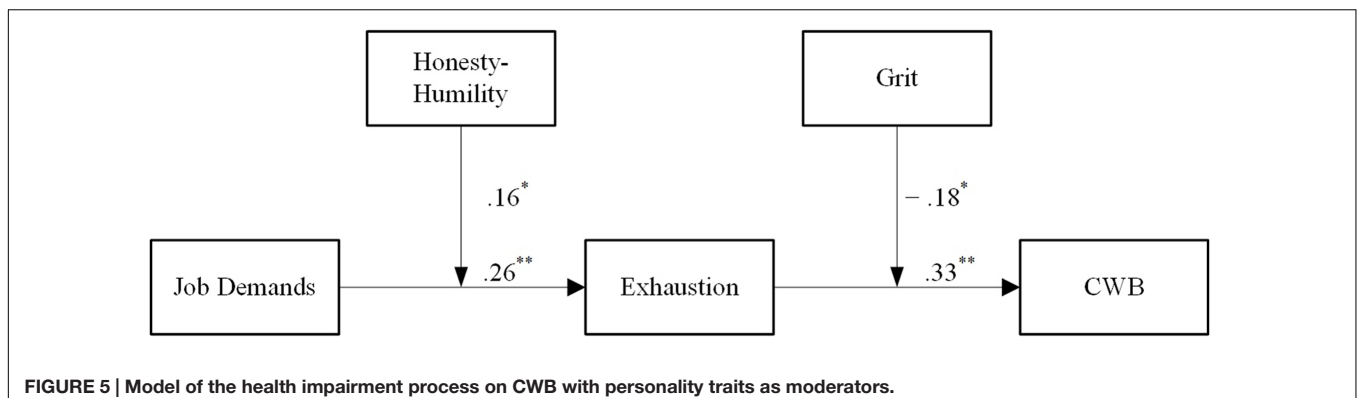 Honesty-
Humility
Grit
.16*
– .18*
Job Demands
.26**
Exhaustion
.33**
CWB
FIGURE 5 | Model of the health impairment process on CWB with personality traits as moderators.